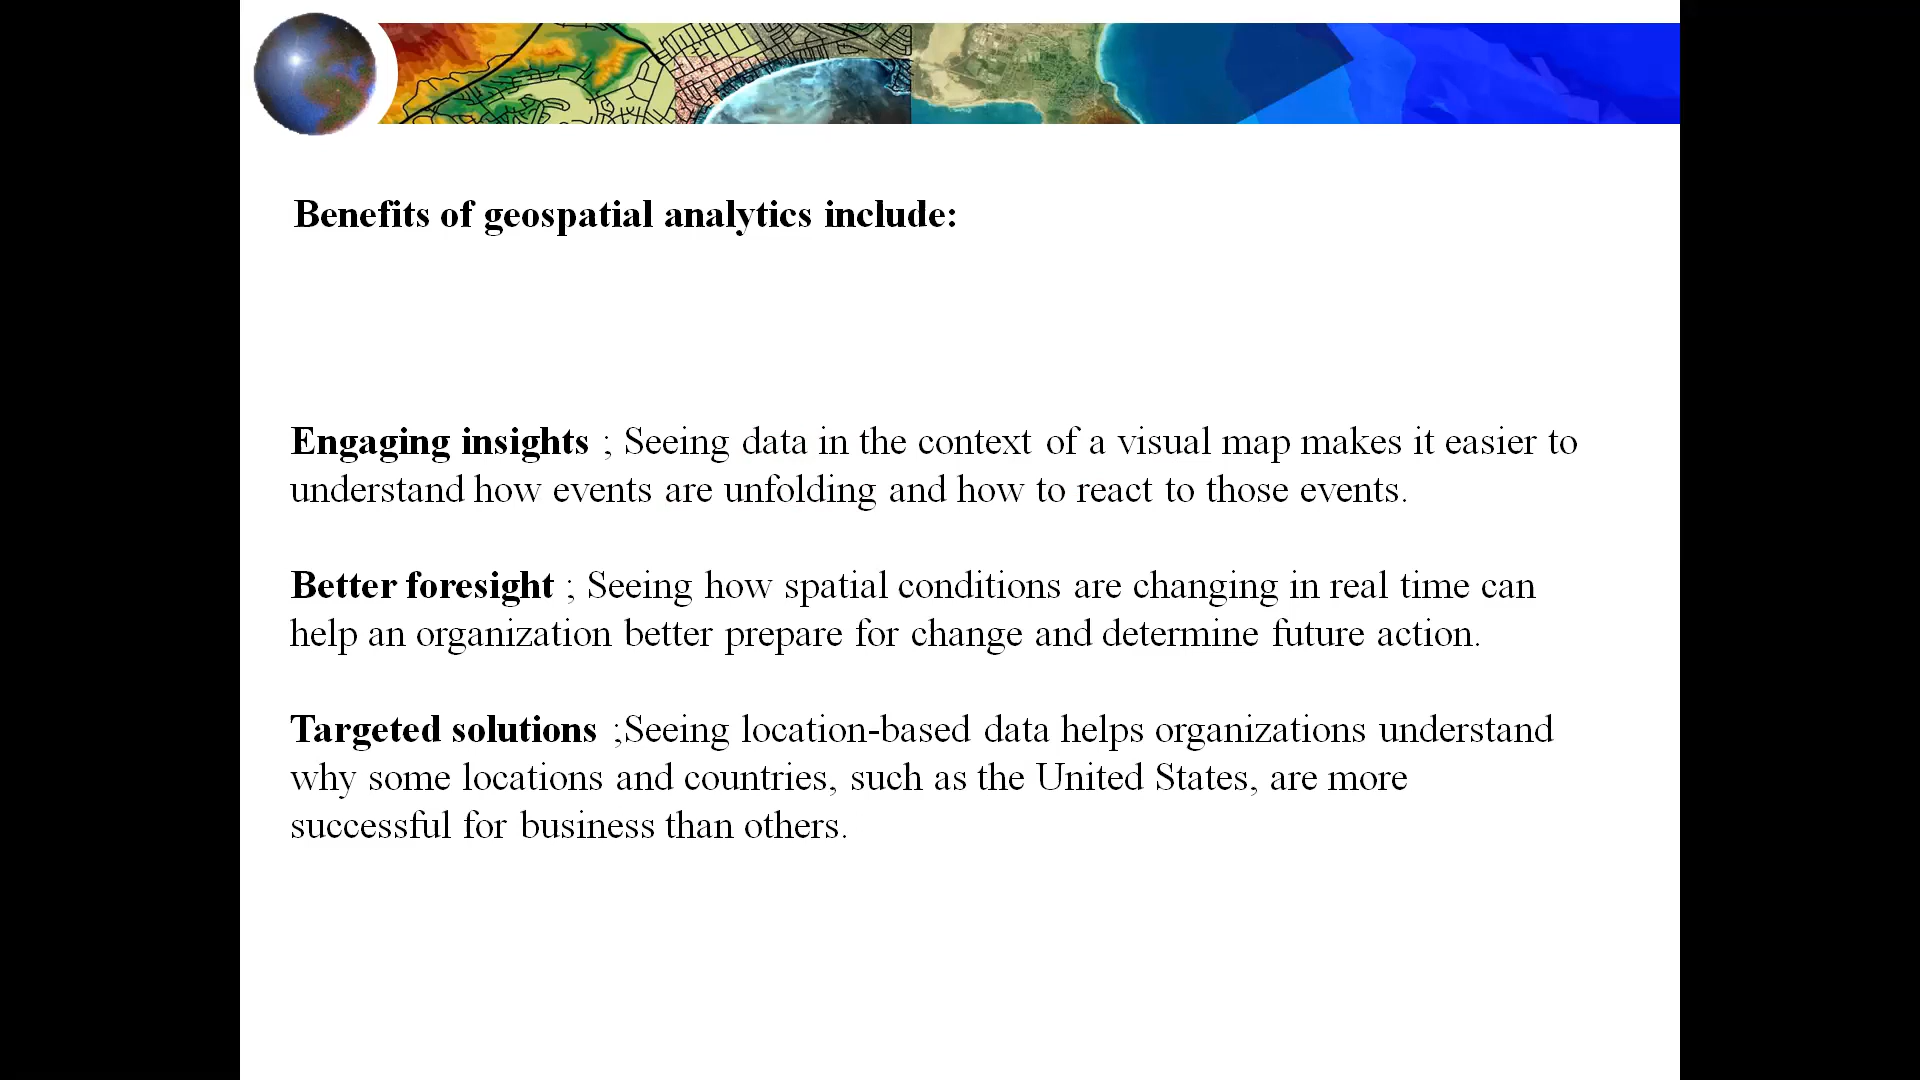 Benefits of geospatial analytics include:
Engaging insights ; Seeing data in the context of a visual map makes it easier to
understand how events are unfolding and how to react to those events.
Better foresight ; Seeing how spatial conditions are changing in real time can
help an organization better prepare for change and determine future action.
Targeted solutions ;Seeing location-based data helps organizations understand
why some locations and countries, such as the United States, are more
successful for business than others.